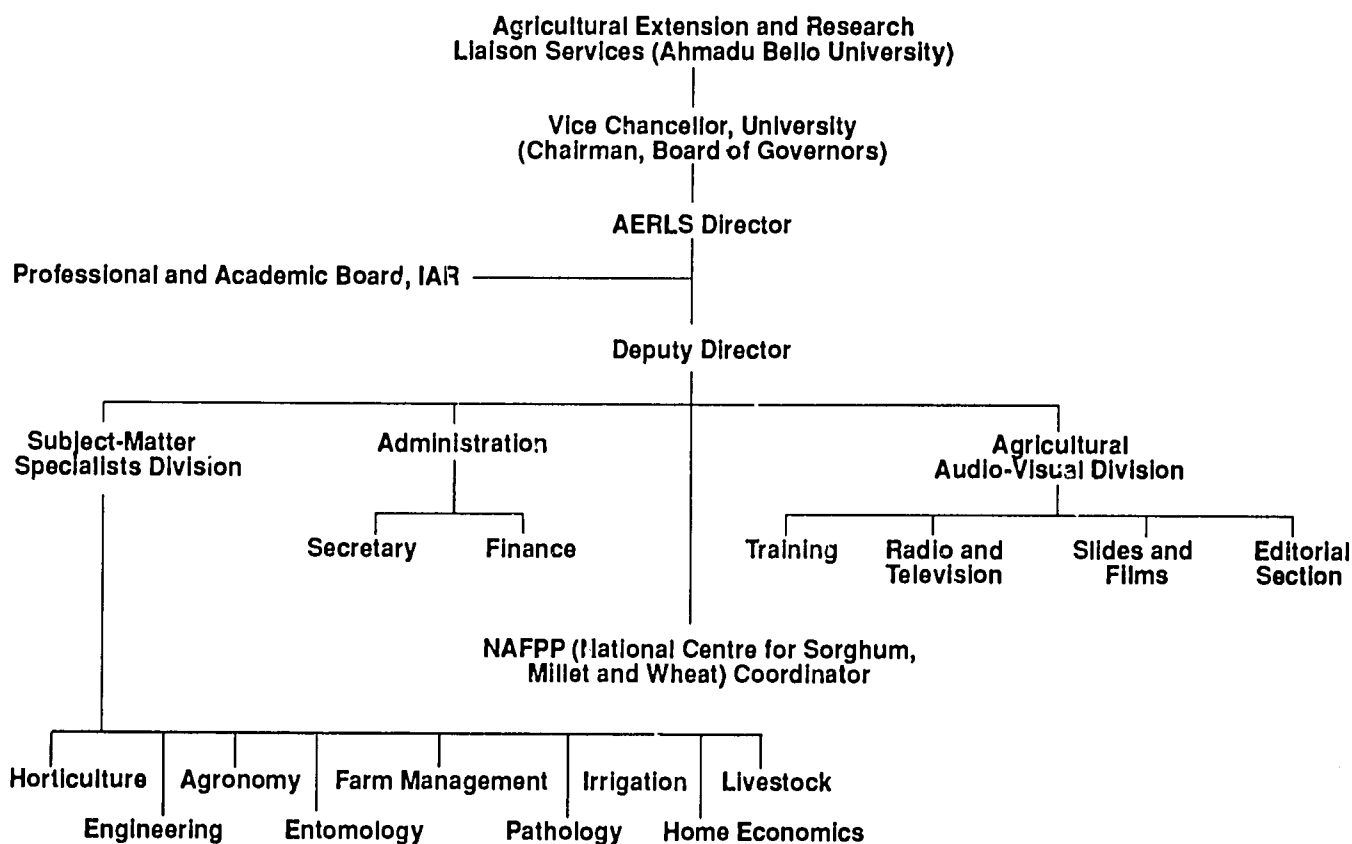 Agricultural Extension and Research
Liaison Services (Ahmadu Bello University)
Vice Chancellor, University
(Chairman, Board of Governors)
AERLS Director
Professional and Academic Board, IAR
Deputy Director
Subject-Matter
Specialists Division
Administration
Agricultural
Audio-Visual Division
Secretary
Finance
Training
Radio and
Television
Slides and
Films
Editorial
Section
NAFPP (National Centre for Sorghum,
Millet and Wheat) Coordinator
Horticulture
Agronomy
Farm Management
Irrigation
Livestock
Engineering
Entomology
Pathology
Home Economics